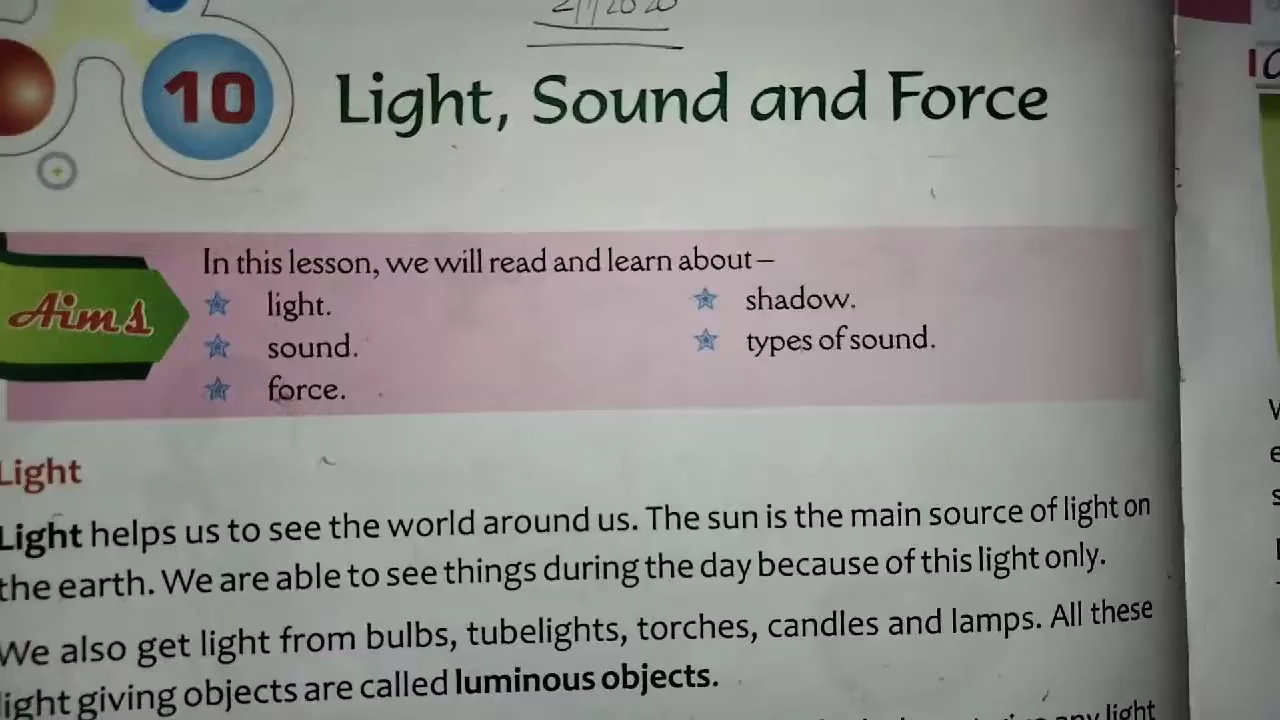 10
Light, Sound and Force
Aims
In this lesson, we will read and learn about–
light.
shadow.
sound.
types of sound.
force.
Light
Light helps us to see the world around us. The sun is the main source of light on
the earth. We are able to see things during the day because of this light only.
We also get light from bulbs, tubelights, torches, candles and lamps. All these
light giving objects are called luminous objects.
any light